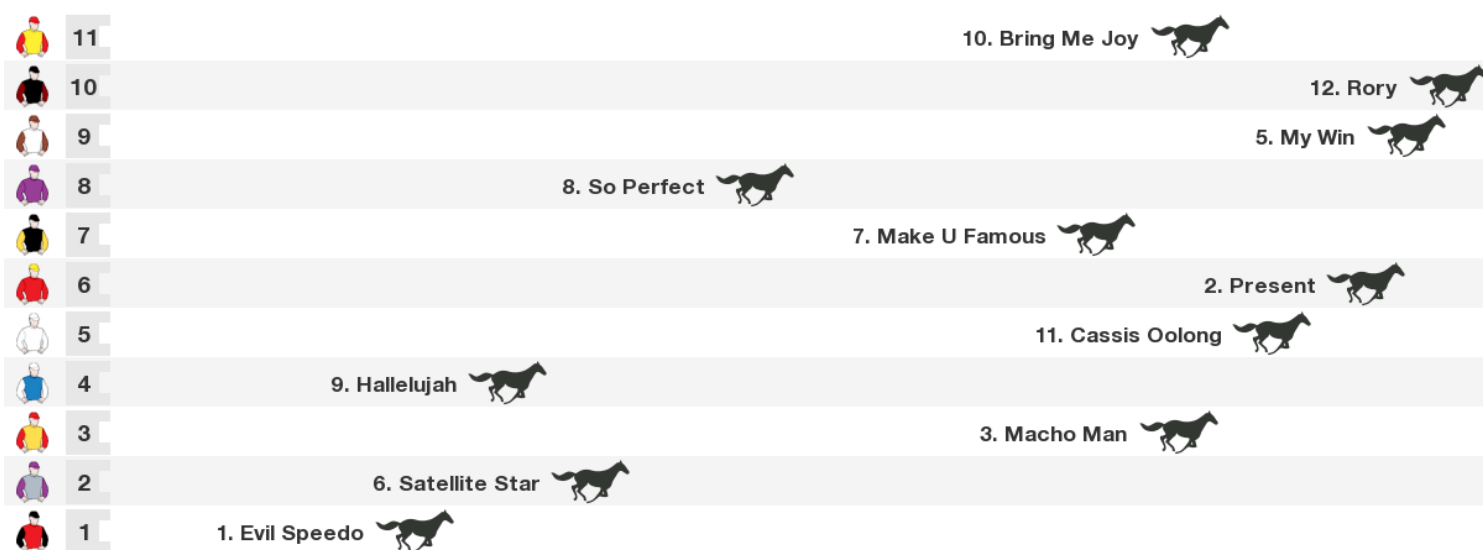 11 10. Bring Me Joy
10 12. Rory
9 5. My Win
8 8. So Perfect
7 7. Make U Famous
6 2. Present
5 11. Cassis Oolong
4 9. Hallelujah
3 3. Macho Man
2 6. Satellite Star
1 1. Evil Speedo